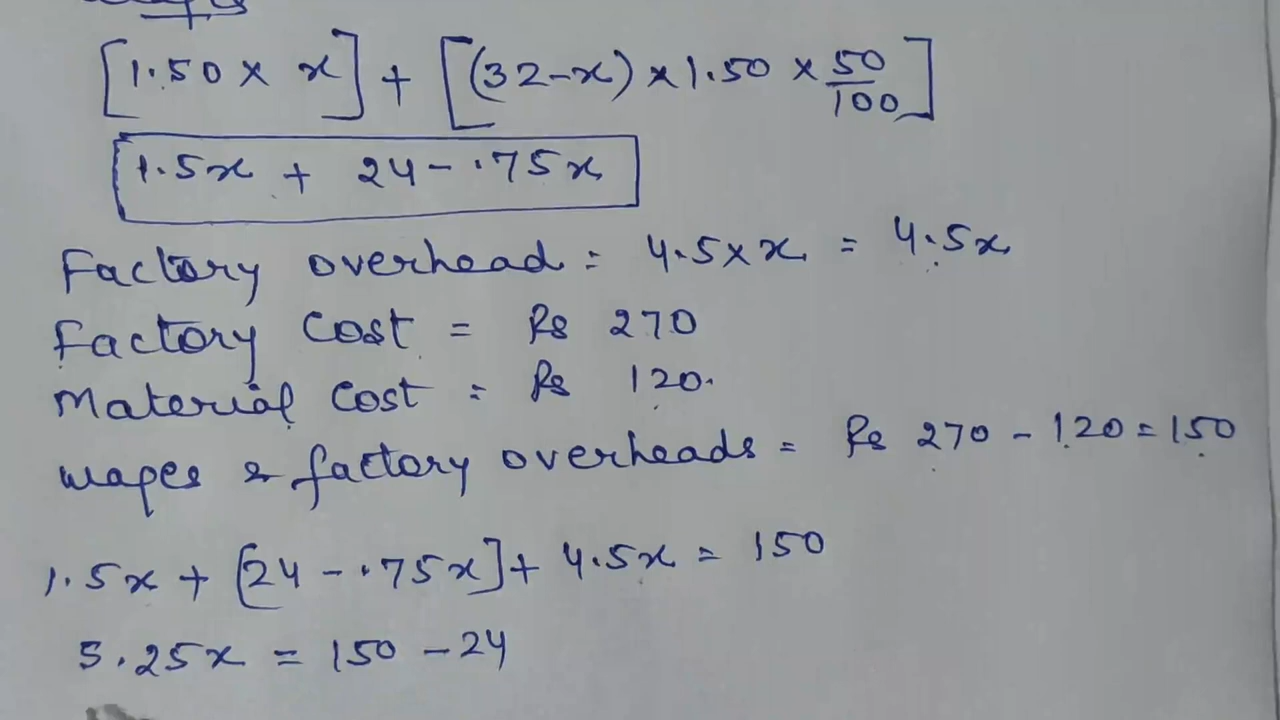 [1.50 × x] + [(32-x) × 1.50 × 50/100]
1.5x + 24 - .75x
Factory overhead = 4.5 × x = 4.5x
Factory Cost = Rs 270
Material Cost = Rs 120.
Wages & factory overheads = Rs 270 - 120 = 150
1.5x + [24 - .75x] + 4.5x = 150
5.25x = 150 - 24